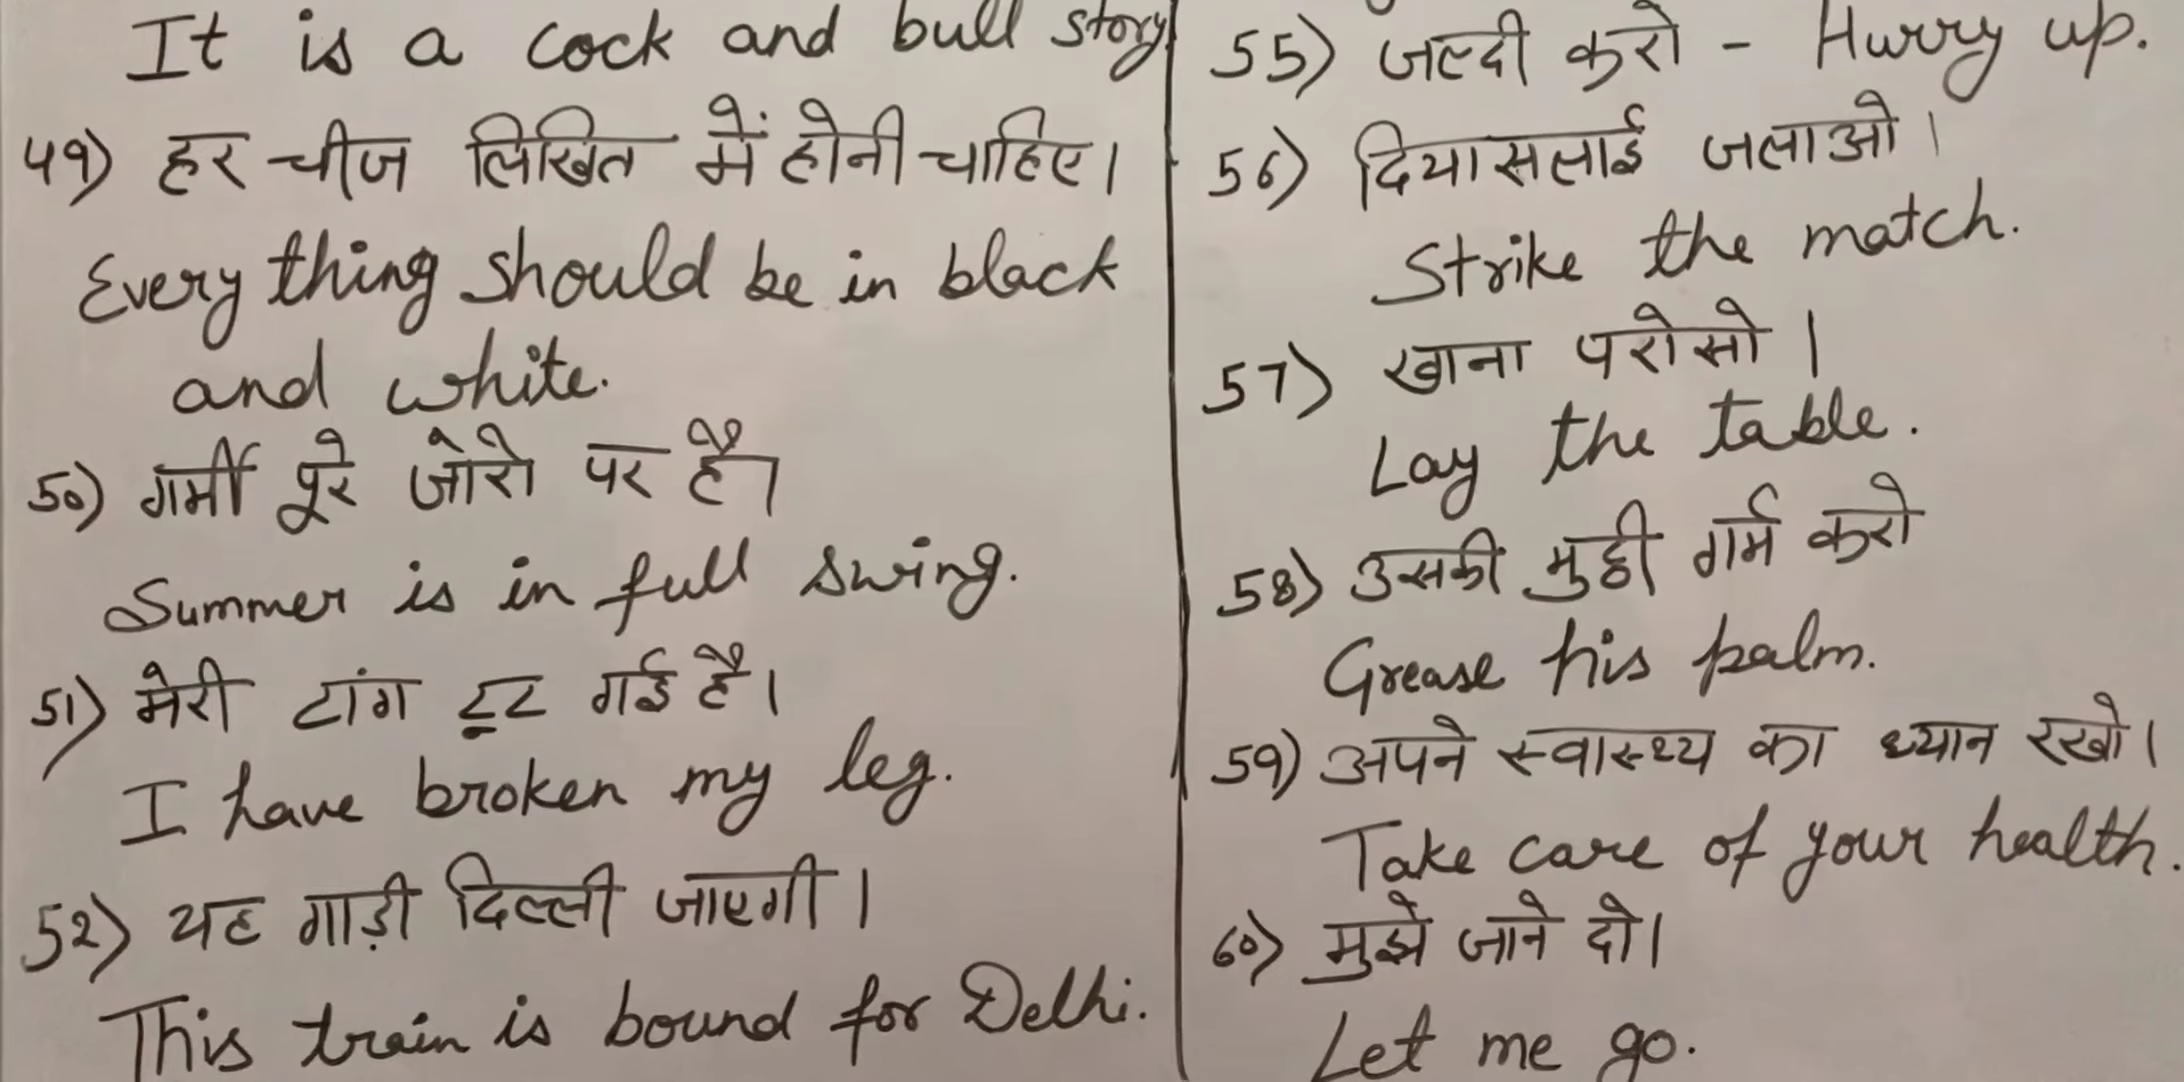 It is a cock and bull story
49) हर चीज लिखित में होनी चाहिए।
Every thing should be in black
and white.
50) गर्मी पूरे जोरो पर है।
Summer is in full swing.
51) मेरी टांग टूट गई है।
I have broken my leg.
52) यह गाड़ी दिल्ली जाएगी।
This train is bound for Delhi.
55) जल्दी करो - Hurry up.
56) दियासलाई जलाओ।
Strike the match.
57) खाना परोसो।
Lay the table.
58) उसकी मुट्ठी गर्म करो
Grease his palm.
59) अपने स्वास्थ्य का ध्यान रखो।
Take care of your health.
60) मुझे जाने दो।
Let me go.